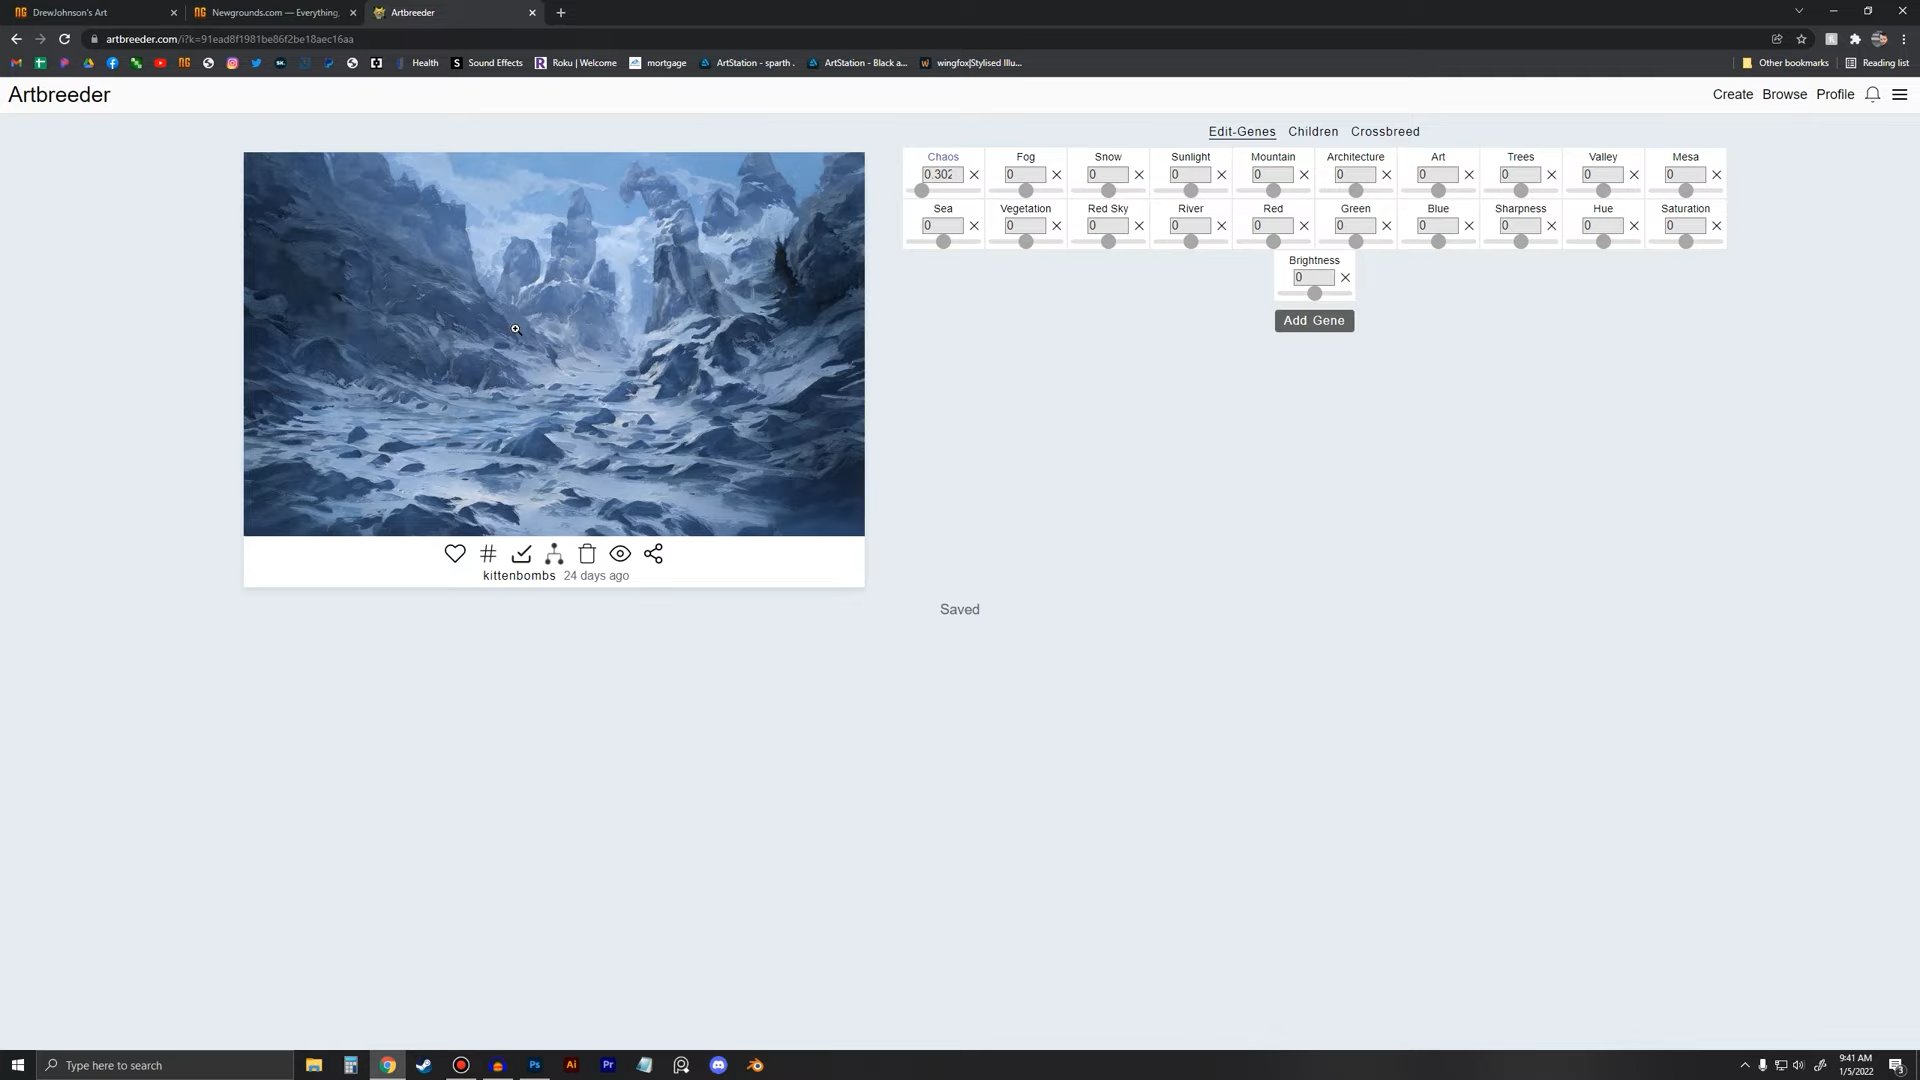 DrewJohnson's Art
Newgrounds.com — Everything,
Artbreeder
artbreeder.com/i?k=91ead8f1981be86f2be18aec16aa
Health
Sound Effects
Roku | Welcome
mortgage
ArtStation - sparth .
ArtStation - Black a...
wingfox|Stylised Illu...
Other bookmarks
Reading list
Artbreeder
Create Browse Profile
Edit-Genes Children Crossbreed
Chaos Fog Snow Sunlight Mountain Architecture Art Trees Valley Mesa
0.302 0 0 0 0 0 0 0 0 0
Sea Vegetation Red Sky River Red Green Blue Sharpness Hue Saturation
0 0 0 0 0 0 0 0 0 0
Brightness
0
Add Gene
kittenbombs 24 days ago
Saved
Type here to search
Ps
Ai
Pr
9:41 AM
1/5/2022
3